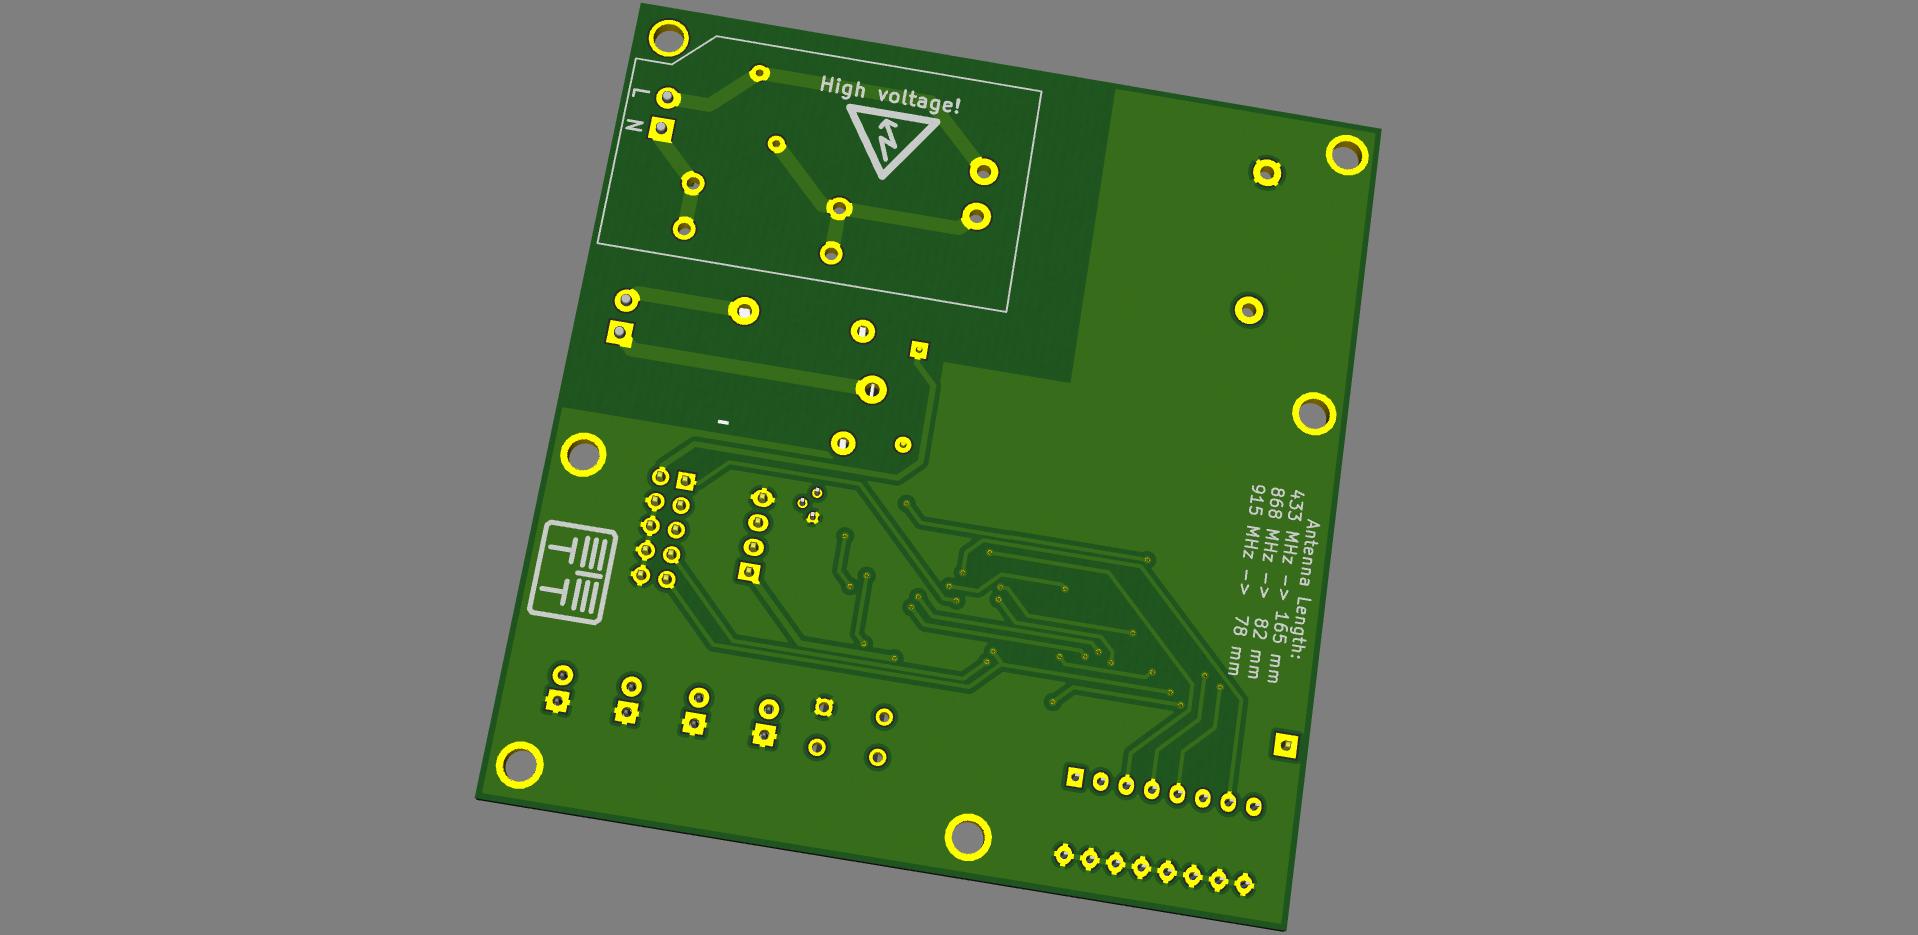 High voltage!
L
N
Antenna Length:
433 MHz -> 165 mm
868 MHz -> 82 mm
915 MHz -> 78 mm